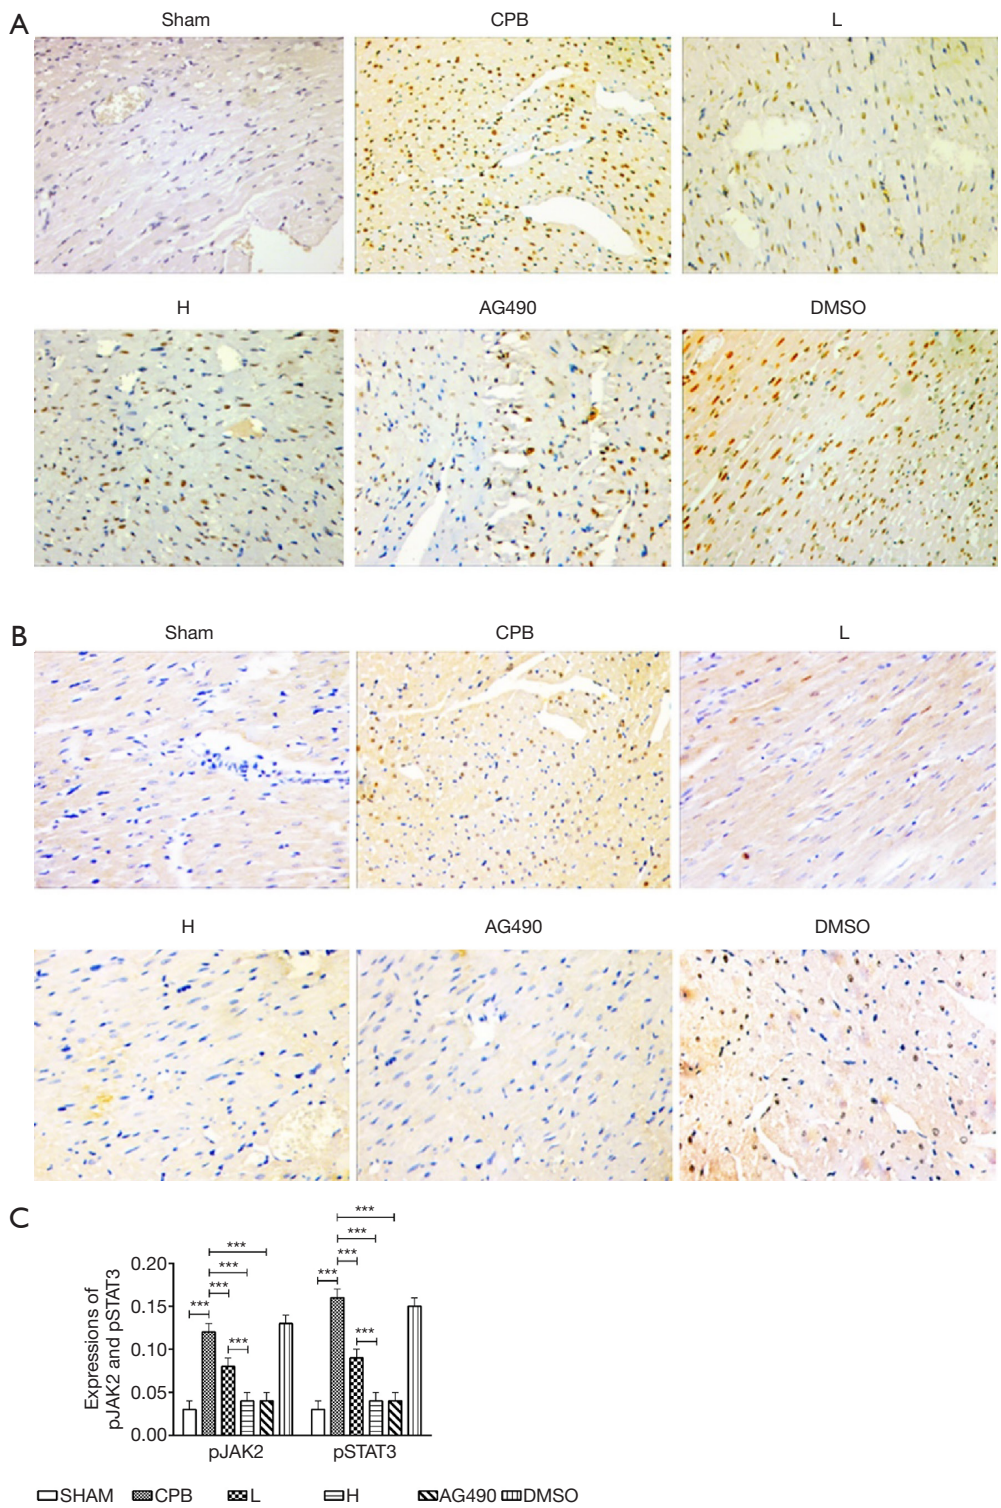 A
Sham CPB L
H AG490 DMSO
B
Sham CPB L
H AG490 DMSO
C
Expressions of
pJAK2 and pSTAT3
0.20
0.15
0.10
0.05
0.00
*** *** *** *** ***
*** *** *** *** ***
pJAK2 pSTAT3
SHAM CPB L H AG490 DMSO